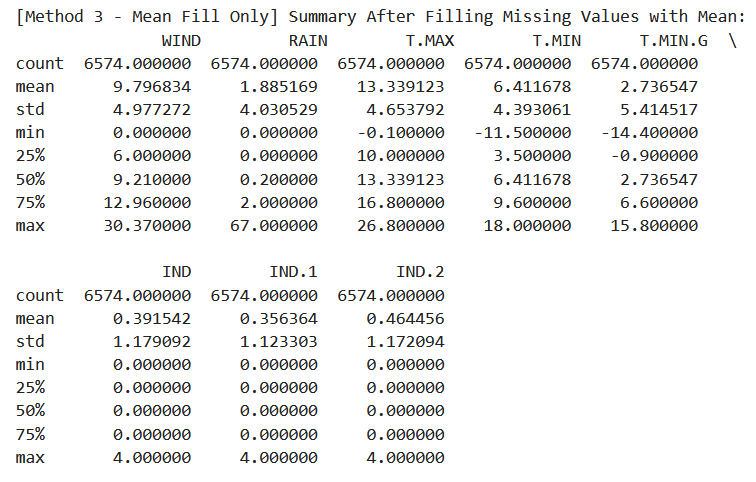 [Method 3 - Mean Fill Only] Summary After Filling Missing Values with Mean:
WIND RAIN T.MAX T.MIN T.MIN.G \
count 6574.000000 6574.000000 6574.000000 6574.000000 6574.000000
mean 9.796834 1.885169 13.339123 6.411678 2.736547
std 4.977272 4.030529 4.653792 4.393061 5.414517
min 0.000000 0.000000 -0.100000 -11.500000 -14.400000
25% 6.000000 0.000000 10.000000 3.500000 -0.900000
50% 9.210000 0.200000 13.339123 6.411678 2.736547
75% 12.960000 2.000000 16.800000 9.600000 6.600000
max 30.370000 67.000000 26.800000 18.000000 15.800000
IND IND.1 IND.2
count 6574.000000 6574.000000 6574.000000
mean 0.391542 0.356364 0.464456
std 1.179092 1.123303 1.172094
min 0.000000 0.000000 0.000000
25% 0.000000 0.000000 0.000000
50% 0.000000 0.000000 0.000000
75% 0.000000 0.000000 0.000000
max 4.000000 4.000000 4.000000